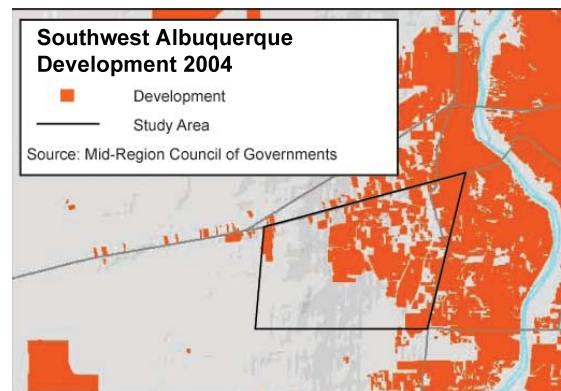 Southwest Albuquerque
Development 2004
Development
Study Area
Source: Mid-Region Council of Governments